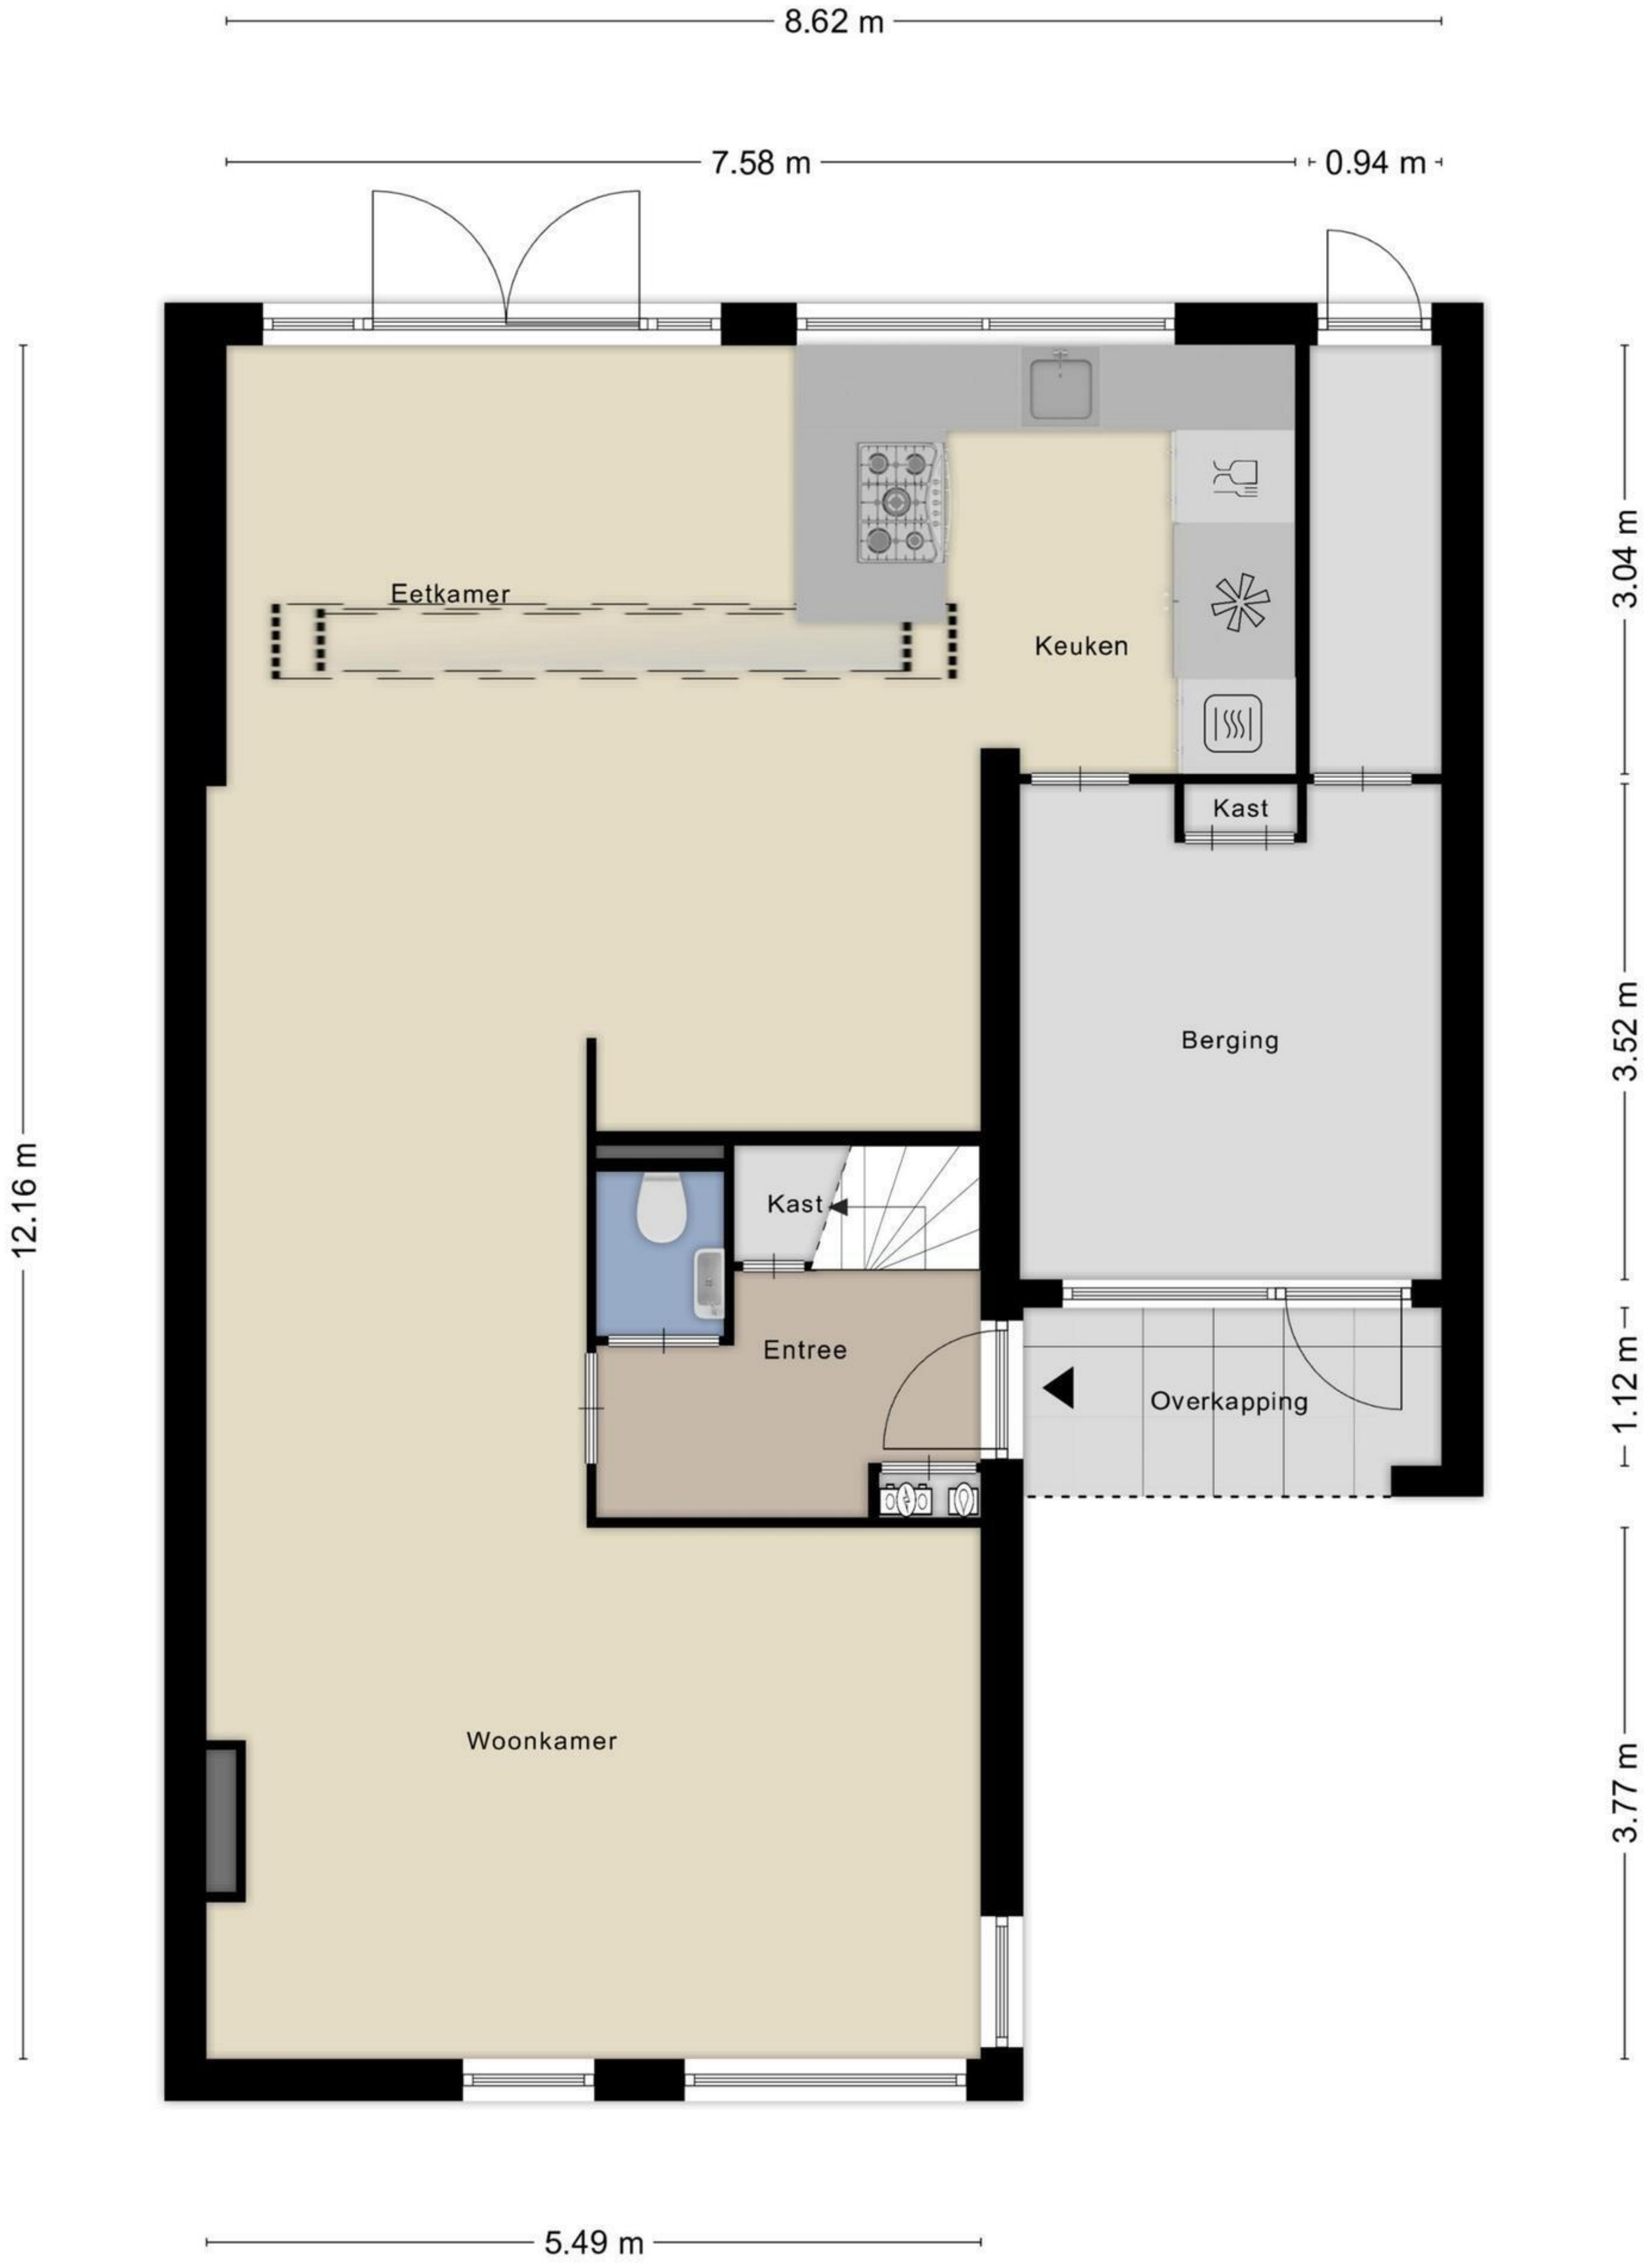 8.62 m
7.58 m
0.94 m
Eetkamer
3.04 m
Keuken
Kast
3.52 m
Berging
12.16 m
Kast
Entree
1.12 m
Overkapping
Woonkamer
3.77 m
5.49 m